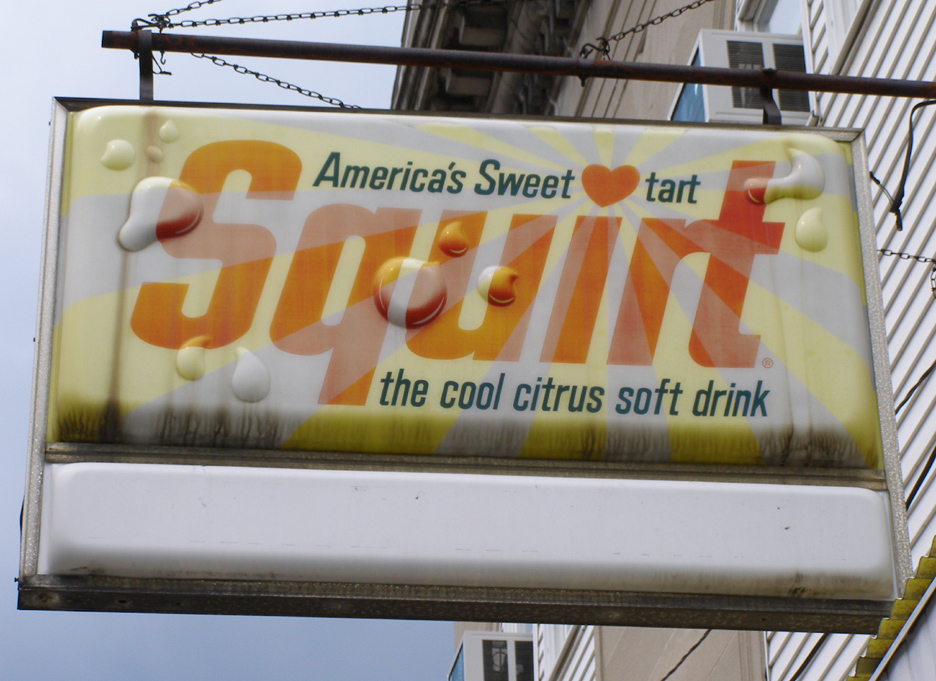 America's Sweet ♥ tart
Squirt®
the cool citrus soft drink